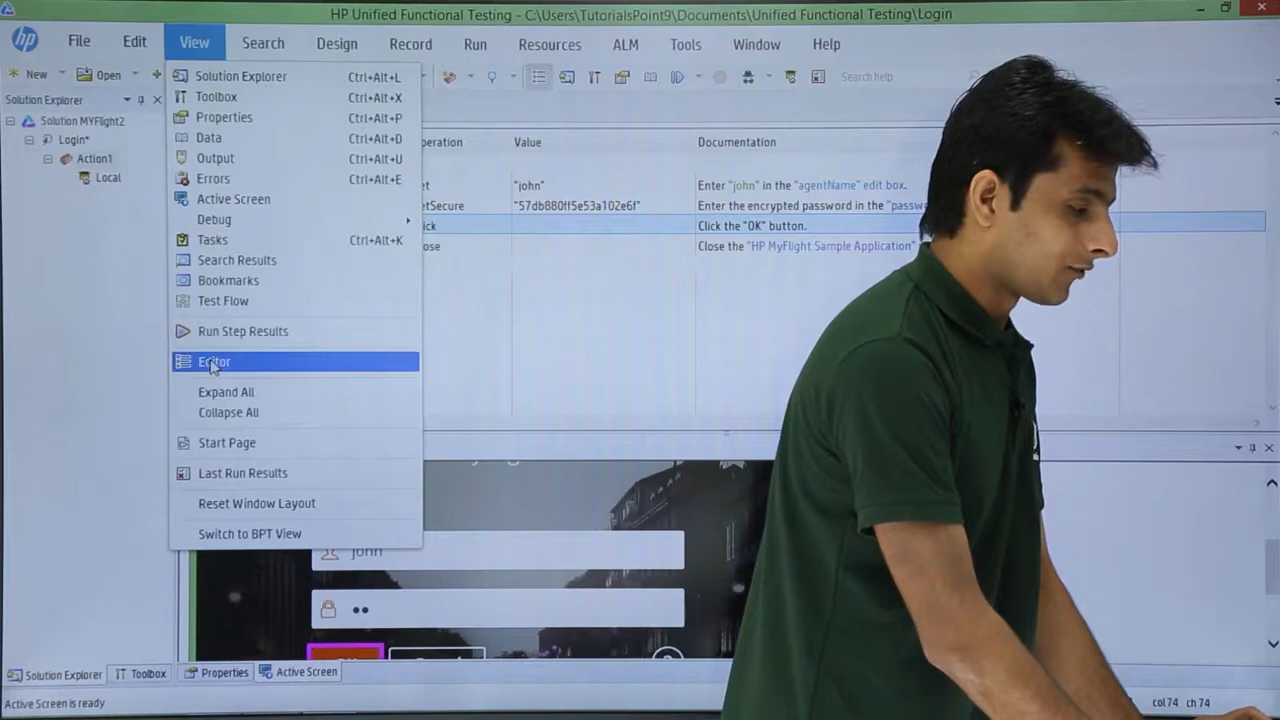 HP Unified Functional Testing - C:\Users\TutorialsPoint9\Documents\Unified Functional Testing\Login
hp File Edit View Search Design Record Run Resources ALM Tools Window Help
New Open Search help
Solution Explorer
Solution MYFlight2
Login*
Action1
Local
Solution Explorer Ctrl+Alt+L
Toolbox Ctrl+Alt+X
Properties Ctrl+Alt+P
Data Ctrl+Alt+D
Output Ctrl+Alt+U
Errors Ctrl+Alt+E
Active Screen
Debug
Tasks Ctrl+Alt+K
Search Results
Bookmarks
Test Flow
Run Step Results
Editor
Expand All
Collapse All
Start Page
Last Run Results
Reset Window Layout
Switch to BPT View
peration Value Documentation
et "john" Enter "john" in the "agentName" edit box.
etSecure "57db880ff5e53a102e6f" Enter the encrypted password in the "passw
ick Click the "OK" button.
ose Close the "HP MyFlight Sample Application"
john
Solution Explorer Toolbox Properties Active Screen
Active Screen is ready col 74 ch 74